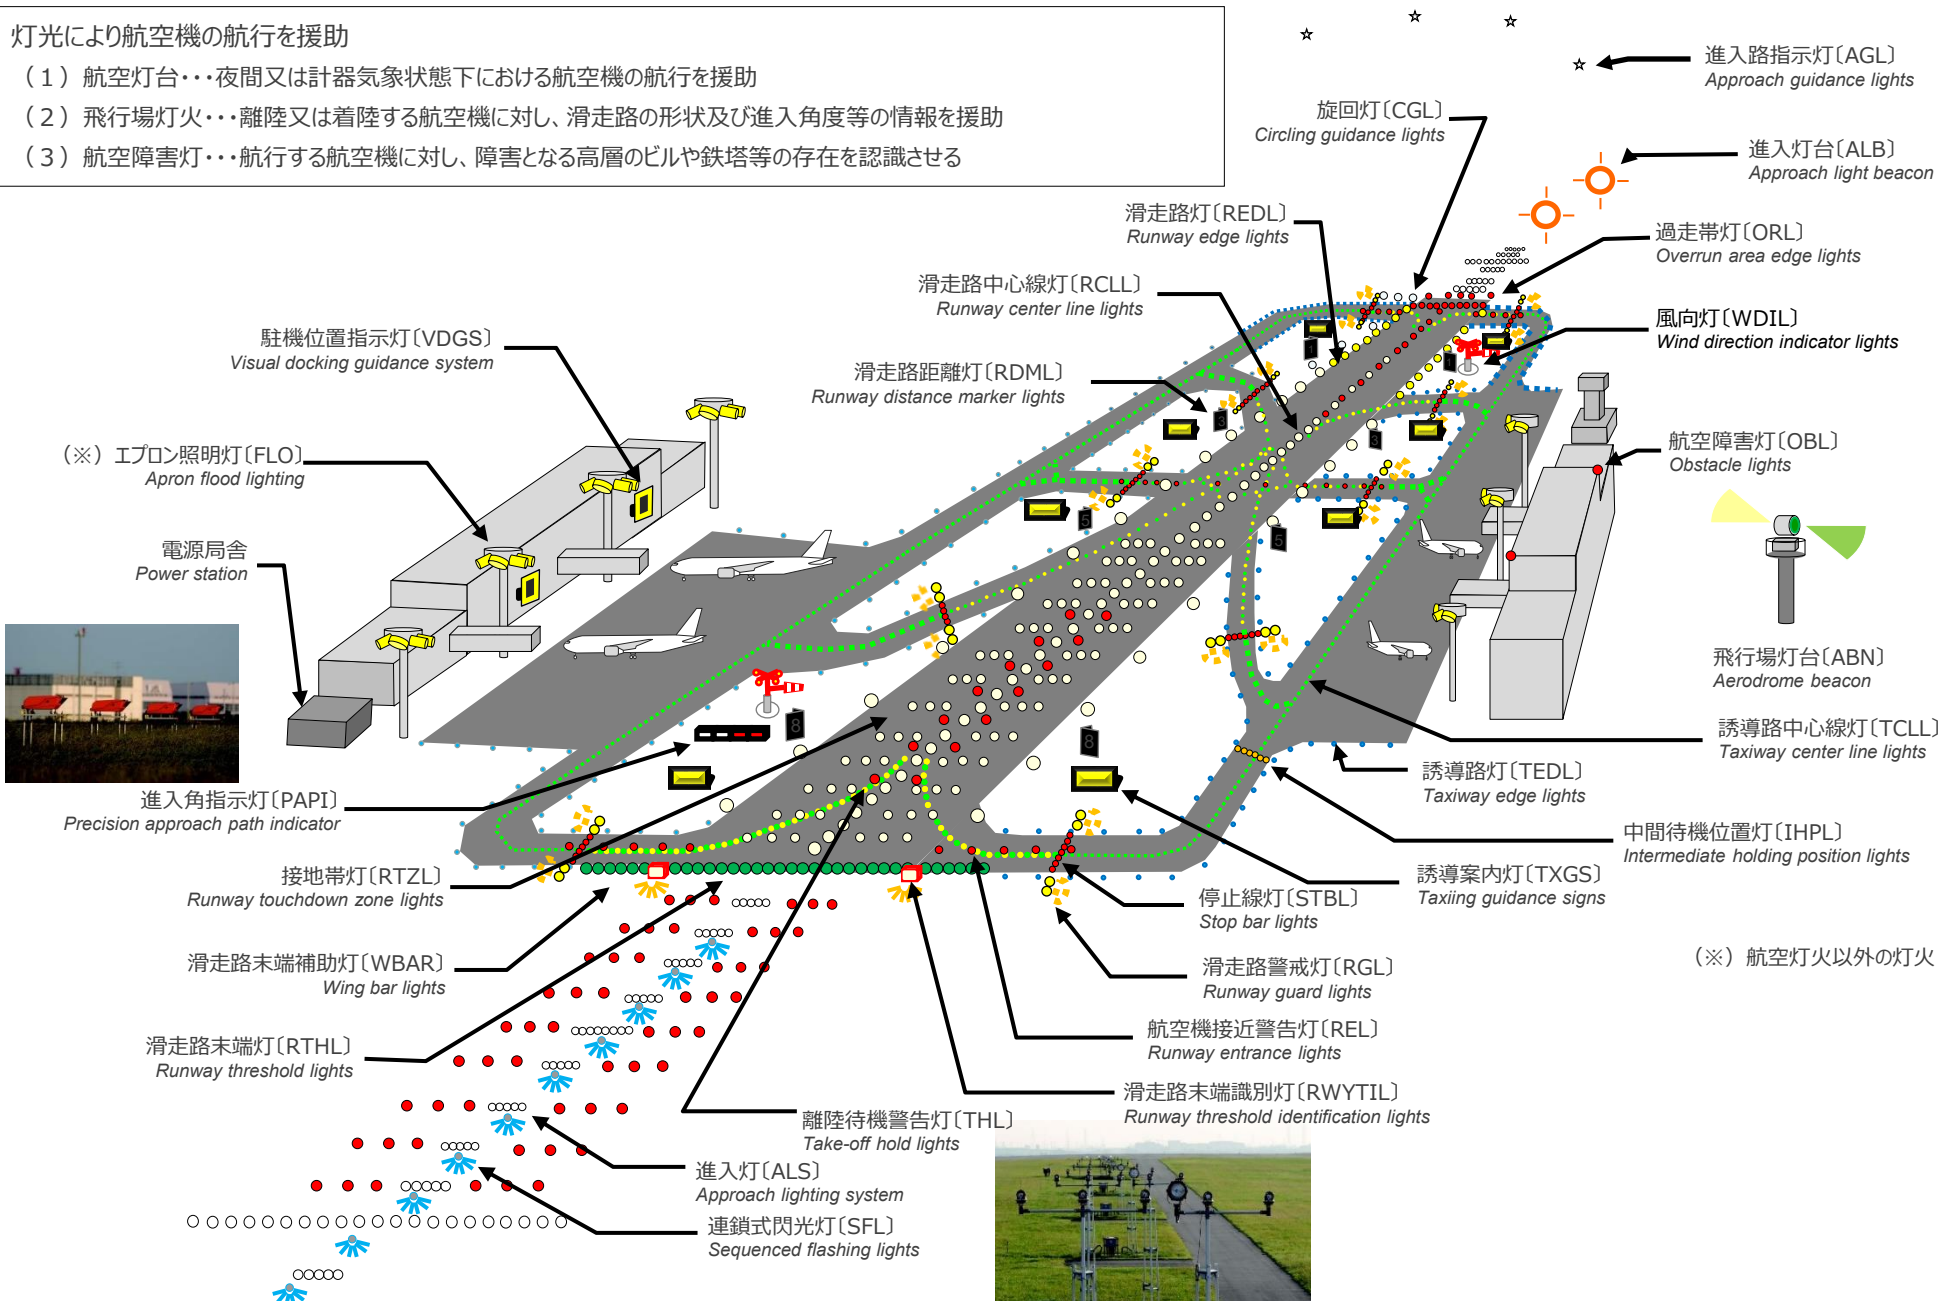 灯光により航空機の航行を援助
（１）航空灯台・・・夜間又は計器気象状態下における航空機の航行を援助
（２）飛行場灯火・・・離陸又は着陸する航空機に対し、滑走路の形状及び進入角度等の情報を援助
（３）航空障害灯・・・航行する航空機に対し、障害となる高層のビルや鉄塔等の存在を認識させる
進入路指示灯〔AGL〕
Approach guidance lights
旋回灯〔CGL〕
Circling guidance lights
進入灯台〔ALB〕
Approach light beacon
滑走路灯〔REDL〕
Runway edge lights
過走帯灯〔ORL〕
Overrun area edge lights
滑走路中心線灯〔RCLL〕
Runway center line lights
風向灯〔WDIL〕
Wind direction indicator lights
駐機位置指示灯〔VDGS〕
Visual docking guidance system
滑走路距離灯〔RDML〕
Runway distance marker lights
（※）エプロン照明灯〔FLO〕
Apron flood lighting
航空障害灯〔OBL〕
Obstacle lights
電源局舎
Power station
飛行場灯台〔ABN〕
Aerodrome beacon
誘導路中心線灯〔TCLL〕
Taxiway center line lights
誘導路灯〔TEDL〕
Taxiway edge lights
進入角指示灯〔PAPI〕
Precision approach path indicator
中間待機位置灯〔IHPL〕
Intermediate holding position lights
接地帯灯〔RTZL〕
Runway touchdown zone lights
誘導案内灯〔TXGS〕
Taxiing guidance signs
停止線灯〔STBL〕
Stop bar lights
（※）航空灯火以外の灯火
滑走路末端補助灯〔WBAR〕
Wing bar lights
滑走路警戒灯〔RGL〕
Runway guard lights
滑走路末端灯〔RTHL〕
Runway threshold lights
航空機接近警告灯〔REL〕
Runway entrance lights
滑走路末端識別灯〔RWYTIL〕
Runway threshold identification lights
離陸待機警告灯〔THL〕
Take-off hold lights
進入灯〔ALS〕
Approach lighting system
連鎖式閃光灯〔SFL〕
Sequenced flashing lights
1
1
3
3
5
5
8
8